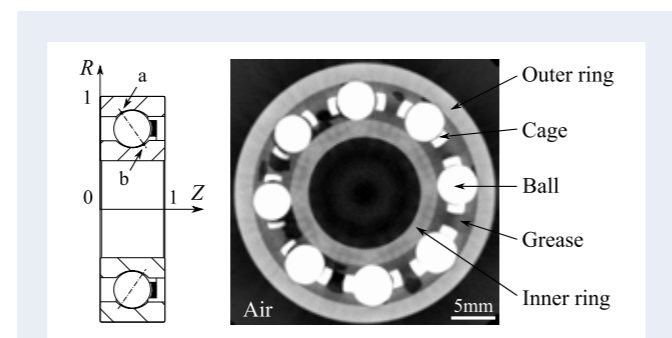 R
a
1
b
0
1
Z
Outer ring
Cage
Ball
Grease
Inner ring
Air
5mm